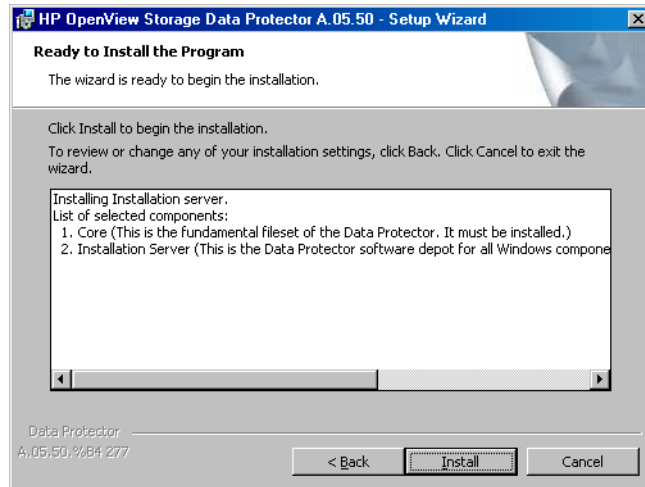 HP OpenView Storage Data Protector A.05.50 - Setup Wizard
Ready to Install the Program
The wizard is ready to begin the installation.
Click Install to begin the installation.
To review or change any of your installation settings, click Back. Click Cancel to exit the
wizard.
Installing Installation server.
List of selected components:
1. Core (This is the fundamental fileset of the Data Protector. It must be installed.)
2. Installation Server (This is the Data Protector software depot for all Windows compone
Data Protector
A.05.50.%B4 277
< Back
Install
Cancel